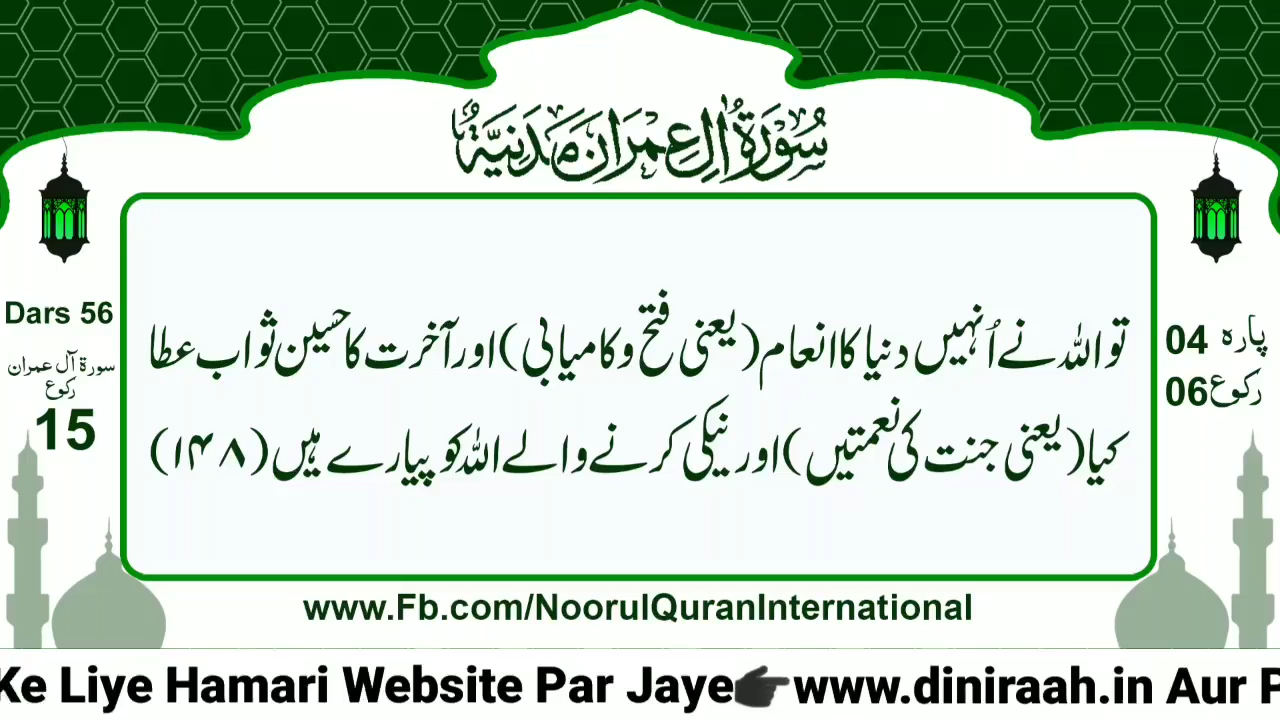 سُوْرَةُ اٰلِ عِمْرَانَ مَدَنِيَّةٌ
تو اللہ نے اُنہیں دنیا کا انعام (یعنی فتح و کامیابی) اور آخرت کا حسین ثواب عطا
کیا (یعنی جنت کی نعمتیں) اور نیکی کرنے والے اللہ کو پیارے ہیں (۱۴۸)
Dars 56
سورۃ آل عمران
رکوع
15
پارہ 04
رکوع 06
www.Fb.com/NoorulQuranInternational
Ke Liye Hamari Website Par Jaye👉www.diniraah.in Aur P